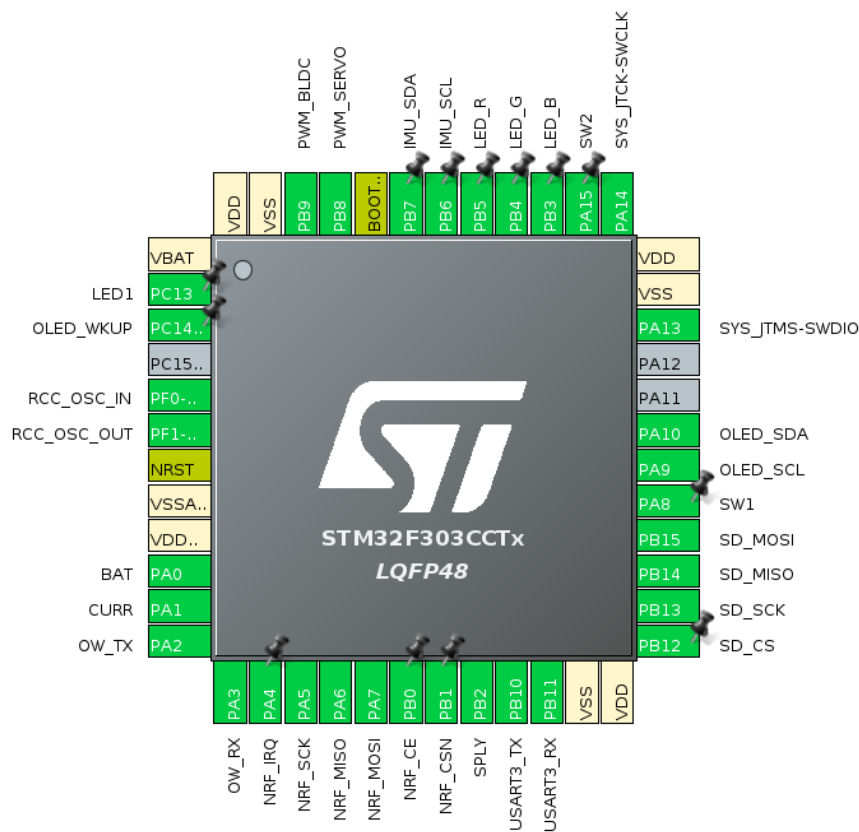 PWM_BLDC
PWM_SERVO
IMU_SDA
IMU_SCL
LED_R
LED_G
LED_B
SW2
SYS_JTCK-SWCLK
VDD
VSS
PB9
PB8
BOOT..
PB7
PB6
PB5
PB4
PB3
PA15
PA14
VBAT
LED1 PC13
OLED_WKUP PC14..
PC15..
RCC_OSC_IN PF0-..
RCC_OSC_OUT PF1-..
NRST
VSSA..
VDD..
BAT PA0
CURR PA1
OW_TX PA2
ST
STM32F303CCTx
LQFP48
VDD
VSS
PA13 SYS_JTMS-SWDIO
PA12
PA11
PA10 OLED_SDA
PA9 OLED_SCL
PA8 SW1
PB15 SD_MOSI
PB14 SD_MISO
PB13 SD_SCK
PB12 SD_CS
PA3
PA4
PA5
PA6
PA7
PB0
PB1
PB2
PB10
PB11
VSS
VDD
OW_RX
NRF_IRQ
NRF_SCK
NRF_MISO
NRF_MOSI
NRF_CE
NRF_CSN
SPLY
USART3_TX
USART3_RX